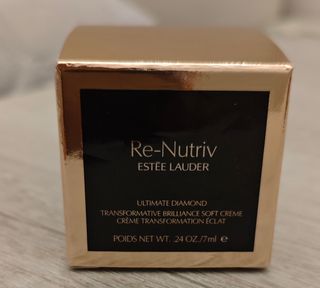 Re-Nutriv
ESTĒE LAUDER
ULTIMATE DIAMOND
TRANSFORMATIVE BRILLIANCE SOFT CREME
CRÈME TRANSFORMATION ÉCLAT
POIDS NET WT. .24 OZ./7ml ℮